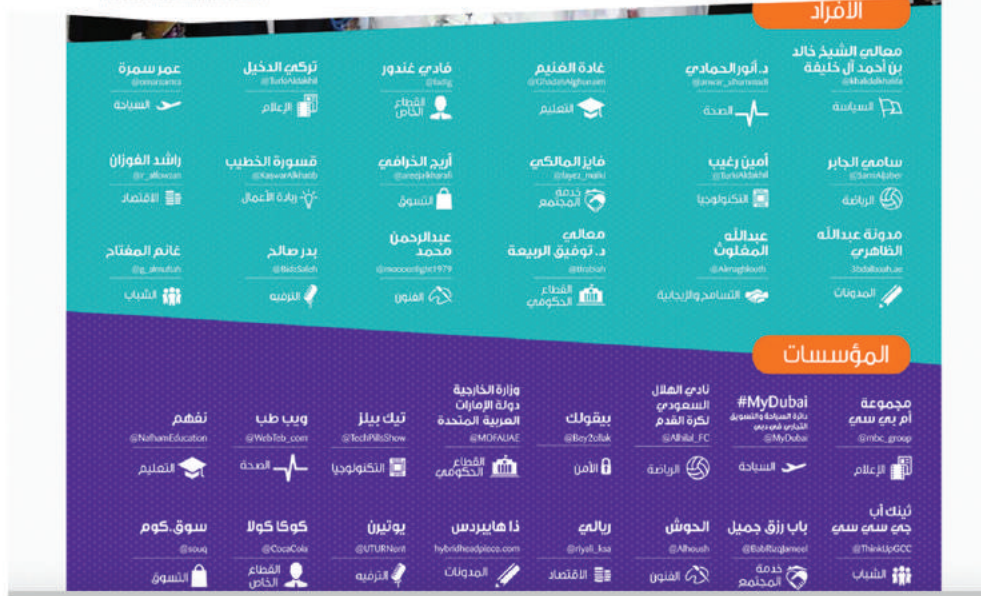 الأفراد
معالي الشيخ خالد
بن أحمد آل خليفة
@khalidalkhalifa
السياسة
د. أنور الحمادي
@anwar_alhammadi
الصحة
غادة الغنيم
@GhadahAlghunaim
التعليم
فادي غندور
@fadig
القطاع
الخاص
تركي الدخيل
@TurkiAldakhil
الإعلام
عمر سمرة
@omarsamra
السياحة
سامي الجابر
@SamiAljaber
الرياضة
أمين رغيب
@TurkiAldakhil
التكنولوجيا
فايز المالكي
@fayez_malki
خدمة
المجتمع
أريج الخرافي
@areejalkharafi
التسوق
قسورة الخطيب
@KaswaraAlkhatib
ريادة الأعمال
راشد الفوزان
@r_alfowzan
الاقتصاد
مدونة عبدالله
الظاهري
3bdallaah.ae
المدونات
عبدالله
المغلوث
@Almaghlouth
التسامح والإيجابية
معالي
د. توفيق الربيعة
@tfrabiah
القطاع
الحكومي
عبدالرحمن
محمد
@moooonlight1979
الفنون
بدر صالح
@BadrSaleh
الترفيه
غانم المفتاح
@g_almuftah
الشباب
المؤسسات
مجموعة
أم بي سي
@mbc_group
الإعلام
#MyDubai
دائرة السياحة والتسويق
التجاري في دبي
@MyDubai
السياحة
نادي الهلال
السعودي
لكرة القدم
@Alhilal_FC
الرياضة
بيقولك
@Bey2ollak
الأمن
وزارة الخارجية
دولة الإمارات
العربية المتحدة
@MOFAUAE
القطاع
الحكومي
تيك بيلز
@TechPillsShow
التكنولوجيا
ويب طب
@WebTeb_com
الصحة
نفهم
@NafhamEducation
التعليم
ثينك أب
جي سي سي
@ThinkUpGCC
الشباب
باب رزق جميل
@BabRizqJameel
خدمة
المجتمع
الحوش
@Alhoush
الفنون
ريالي
@riyali_ksa
الاقتصاد
ذا هايبردس
hybridheadpiece.com
المدونات
يوتيرن
@UTURNent
الترفيه
كوكا كولا
@CocaCola
القطاع
الخاص
سوق.كوم
@souq
التسوق